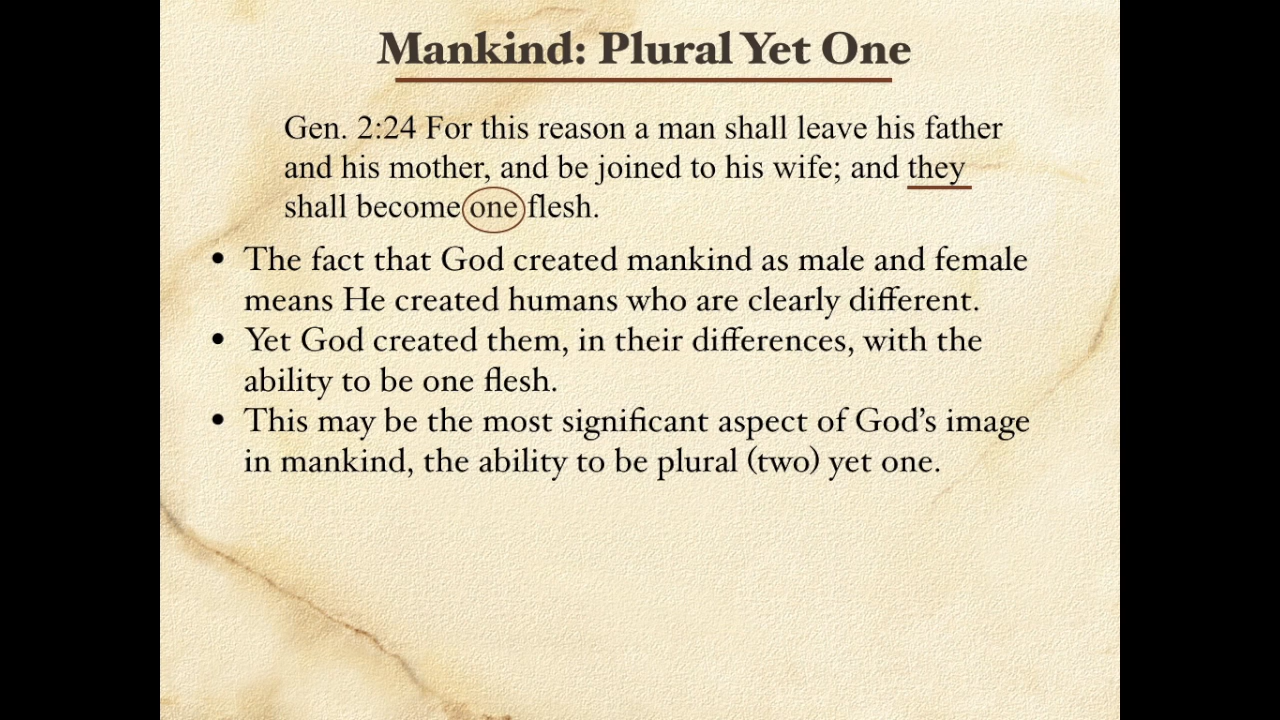 Mankind: Plural Yet One
Gen. 2:24 For this reason a man shall leave his father
and his mother, and be joined to his wife; and they
shall become one flesh.
• The fact that God created mankind as male and female
means He created humans who are clearly different.
• Yet God created them, in their differences, with the
ability to be one flesh.
• This may be the most significant aspect of God’s image
in mankind, the ability to be plural (two) yet one.